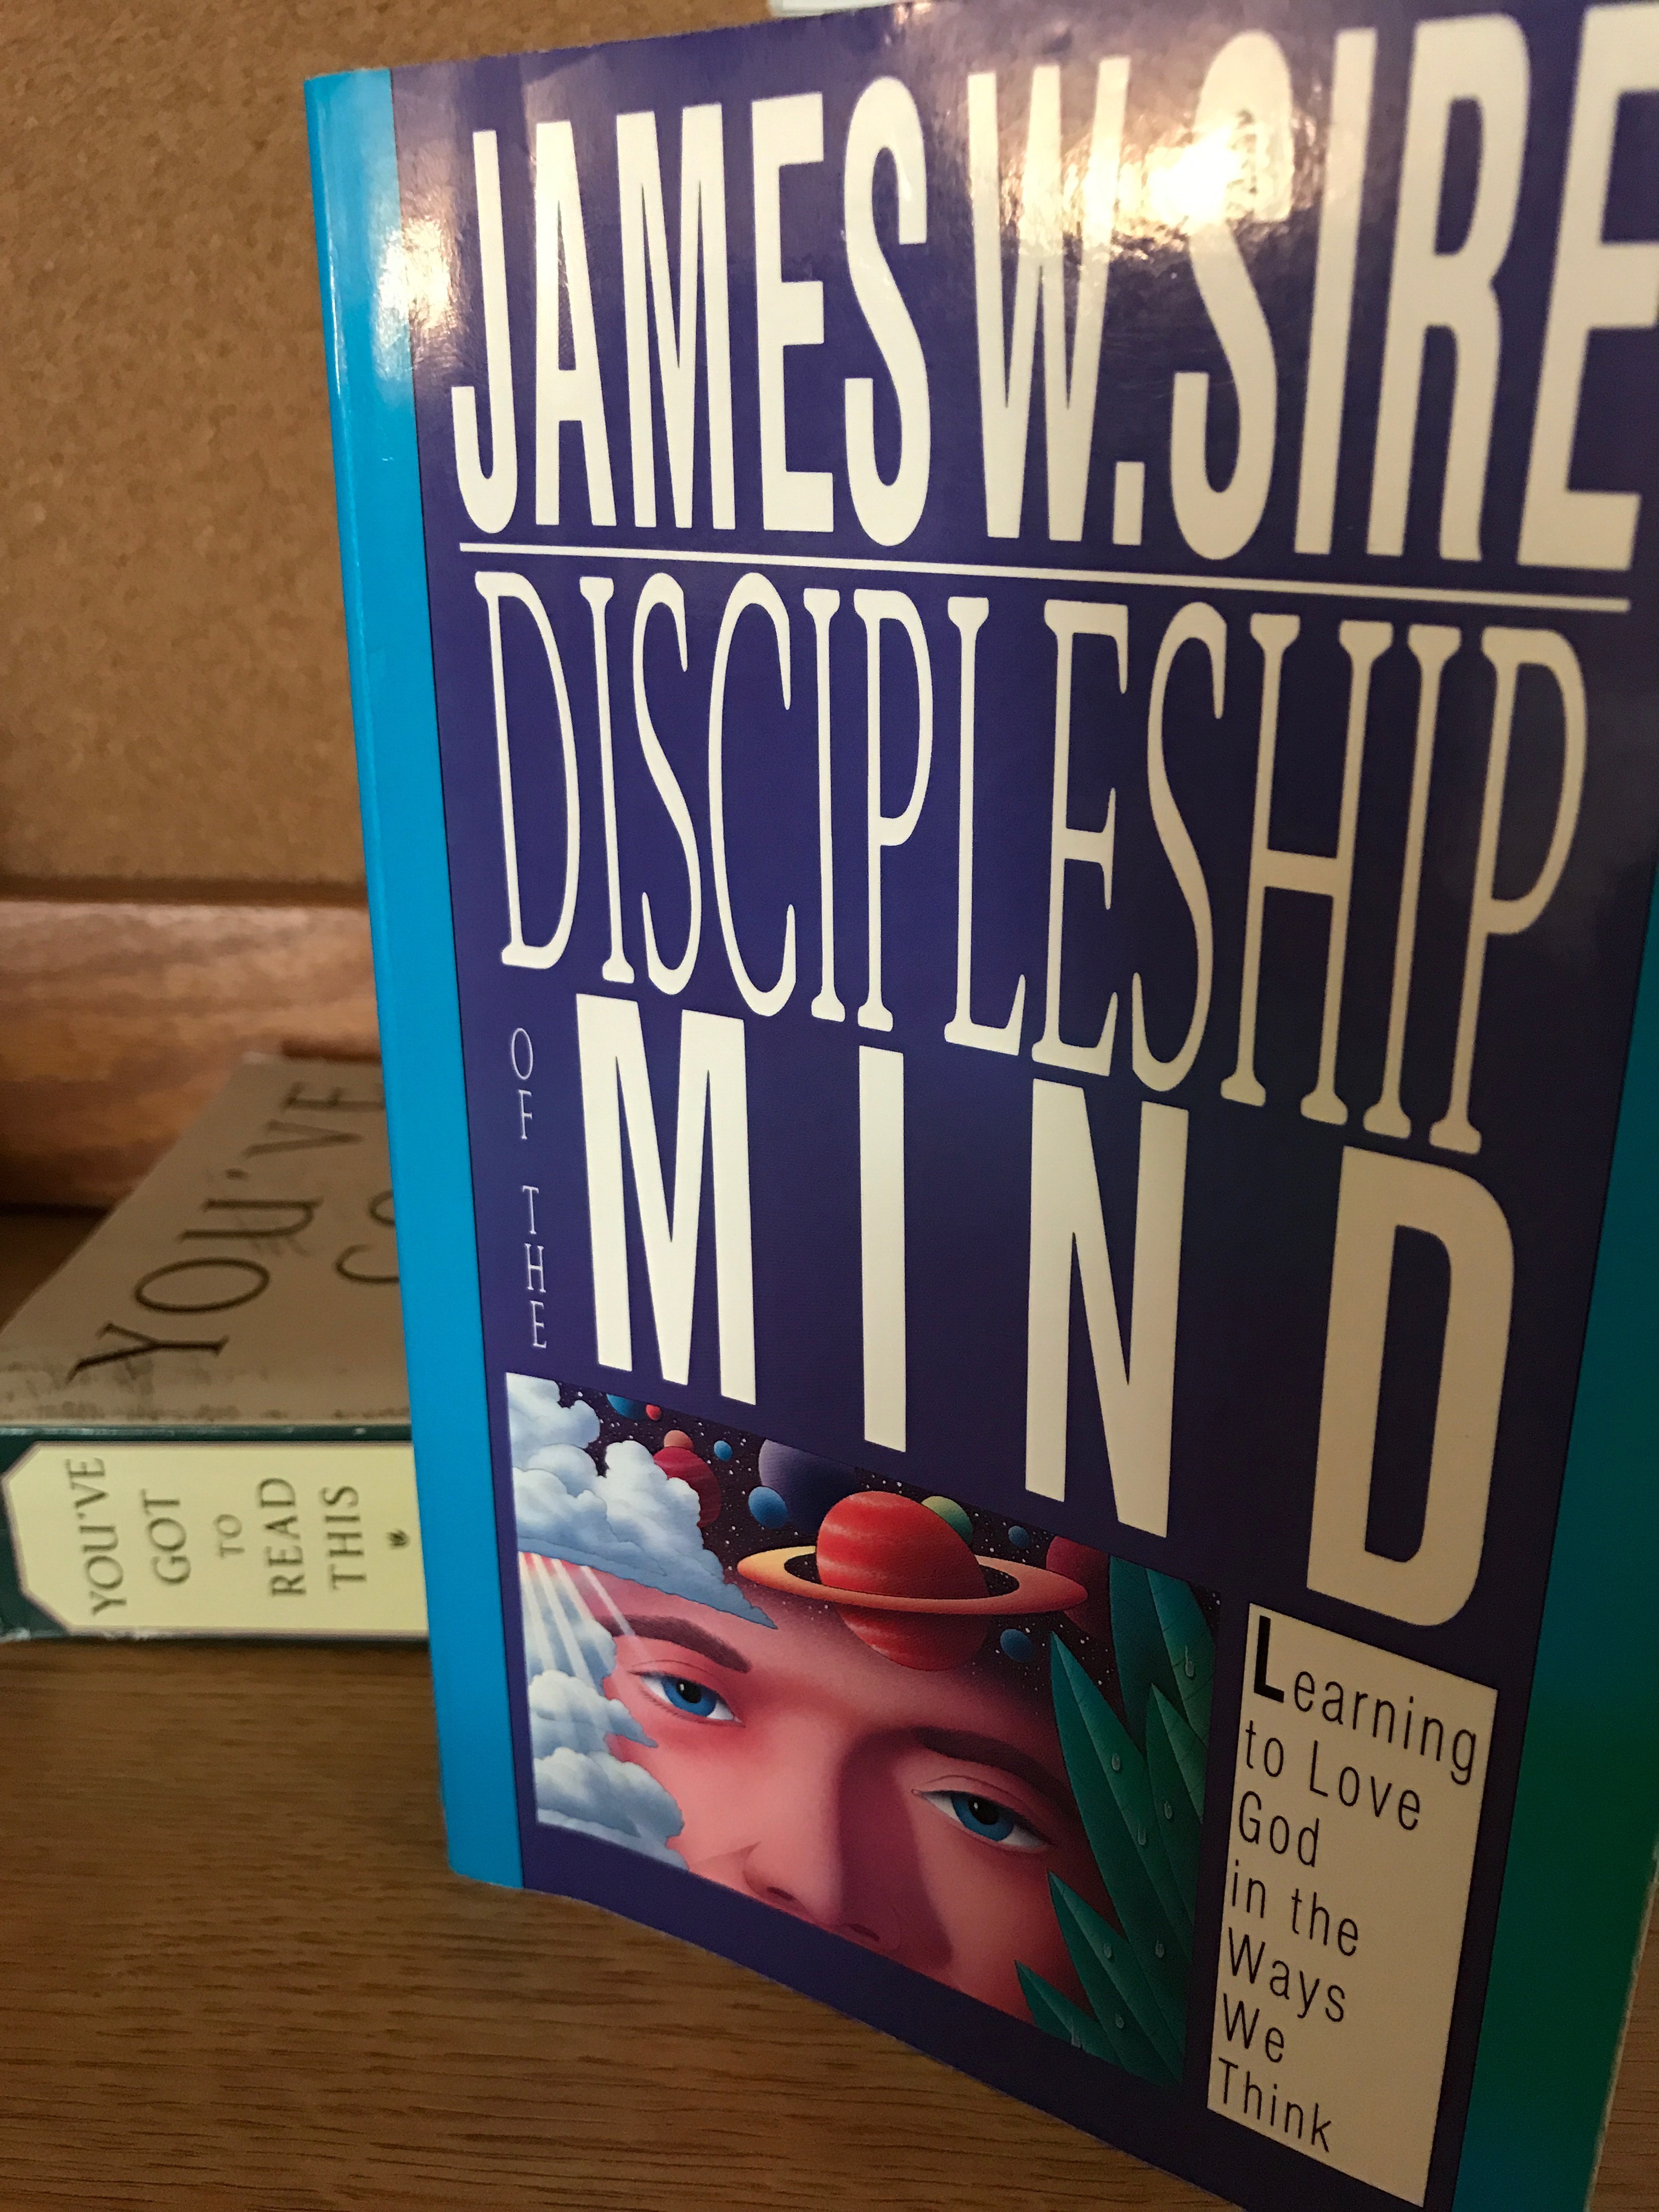 JAMES W. SIRE
DISCIPLESHIP
OF THE
MIND
Learning
to Love
God
in the
Ways
We
Think
YOU'VE
YOU'VE
GOT
TO
READ
THIS